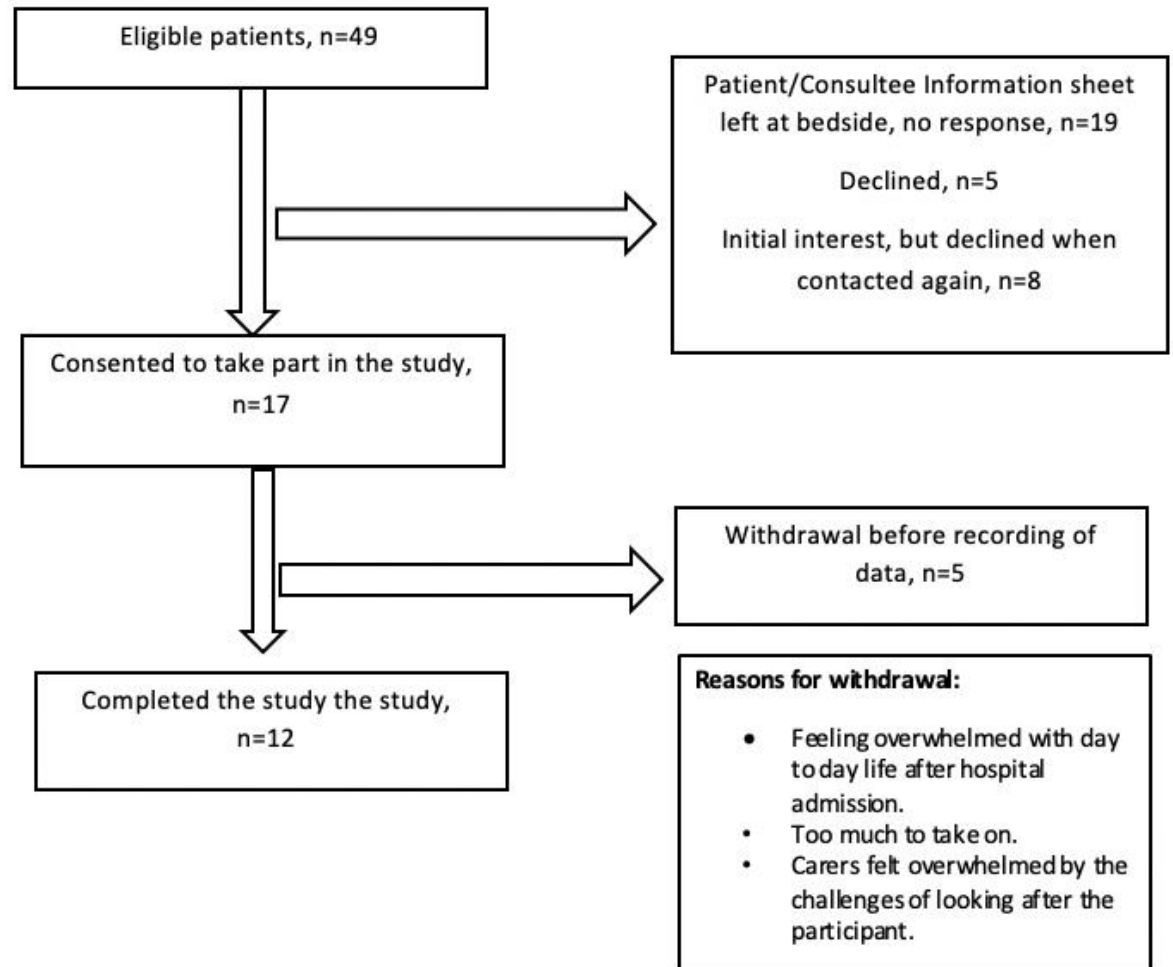 Eligible patients, n=49
Patient/Consultee Information sheet
left at bedside, no response, n=19
Declined, n=5
Initial interest, but declined when
contacted again, n=8
Consented to take part in the study,
n=17
Withdrawal before recording of
data, n=5
Completed the study the study,
n=12
Reasons for withdrawal:
• Feeling overwhelmed with day
to day life after hospital
admission.
• Too much to take on.
• Carers felt overwhelmed by the
challenges of looking after the
participant.